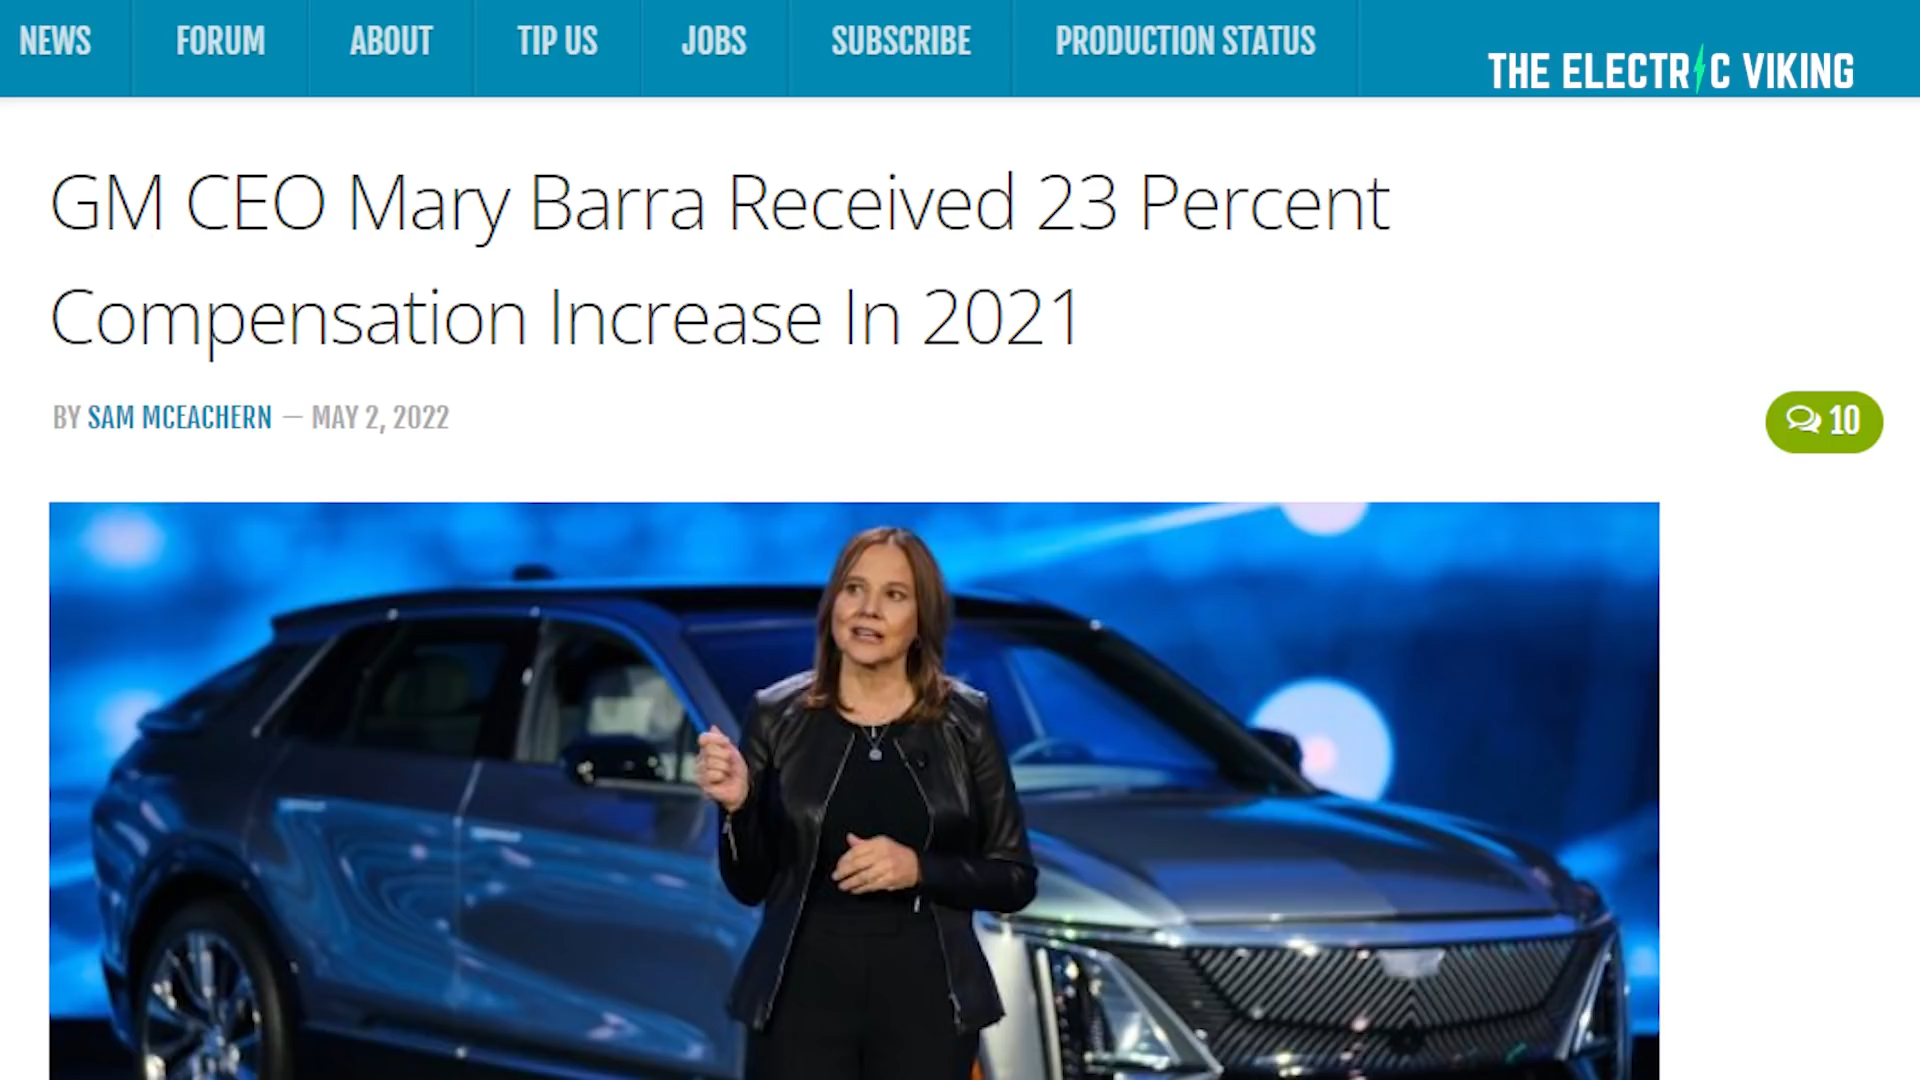 NEWS FORUM ABOUT TIP US JOBS SUBSCRIBE PRODUCTION STATUS
THE ELECTRIC VIKING
GM CEO Mary Barra Received 23 Percent
Compensation Increase In 2021
BY SAM MCEACHERN — MAY 2, 2022
10